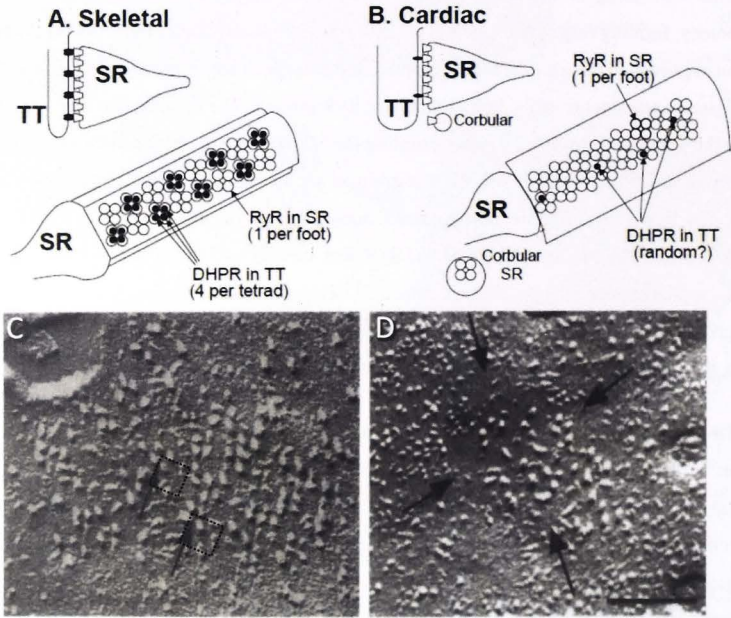 A. Skeletal
SR
TT
SR
RyR in SR
(1 per foot)
DHPR in TT
(4 per tetrad)
B. Cardiac
SR
TT
Corbular
RyR in SR
(1 per foot)
SR
DHPR in TT
(random?)
Corbular
SR
C
D